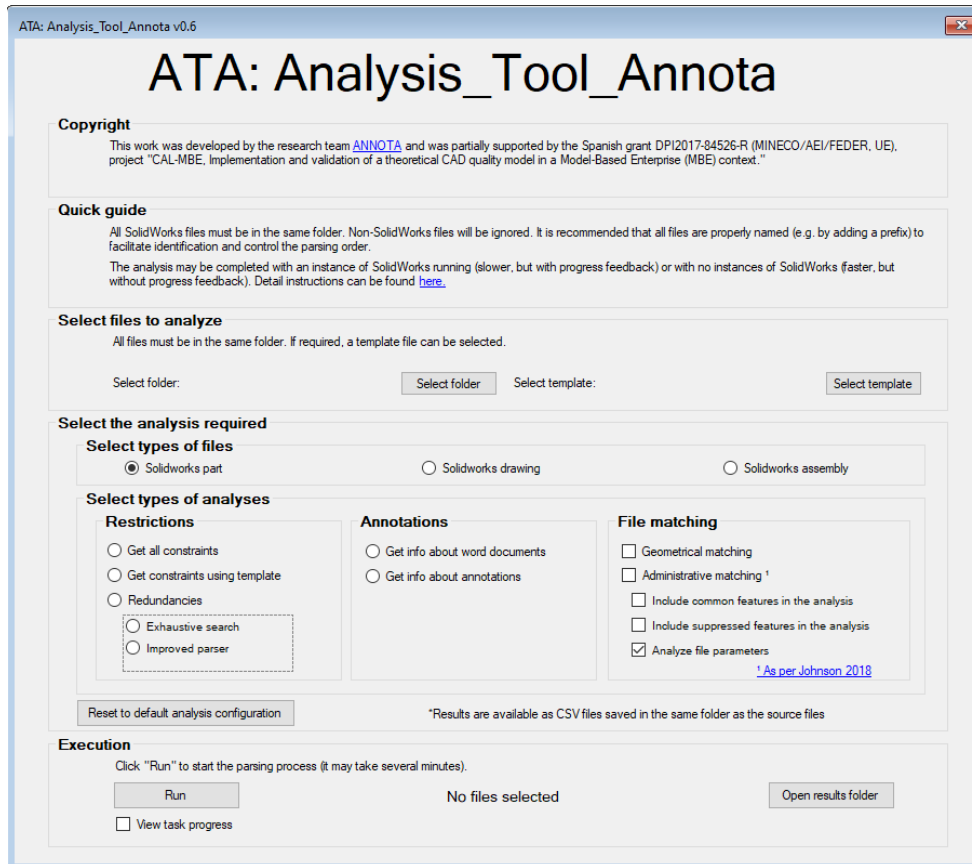 ATA: Analysis_Tool_Annota v0.6
ATA: Analysis_Tool_Annota
Copyright
This work was developed by the research team ANNOTA and was partially supported by the Spanish grant DPI2017-84526-R (MINECO/AEI/FEDER, UE),
project "CAL-MBE, Implementation and validation of a theoretical CAD quality model in a Model-Based Enterprise (MBE) context."
Quick guide
All SolidWorks files must be in the same folder. Non-SolidWorks files will be ignored. It is recommended that all files are properly named (e.g. by adding a prefix) to
facilitate identification and control the parsing order.
The analysis may be completed with an instance of SolidWorks running (slower, but with progress feedback) or with no instances of SolidWorks (faster, but
without progress feedback). Detail instructions can be found here.
Select files to analyze
All files must be in the same folder. If required, a template file can be selected.
Select folder: Select folder Select template: Select template
Select the analysis required
Select types of files
Solidworks part Solidworks drawing Solidworks assembly
Select types of analyses
Restrictions
Get all constraints
Get constraints using template
Redundancies
Exhaustive search
Improved parser
Annotations
Get info about word documents
Get info about annotations
File matching
Geometrical matching
Administrative matching ¹
Include common features in the analysis
Include suppressed features in the analysis
Analyze file parameters
¹ As per Johnson 2018
Reset to default analysis configuration *Results are available as CSV files saved in the same folder as the source files
Execution
Click "Run" to start the parsing process (it may take several minutes).
Run No files selected Open results folder
View task progress